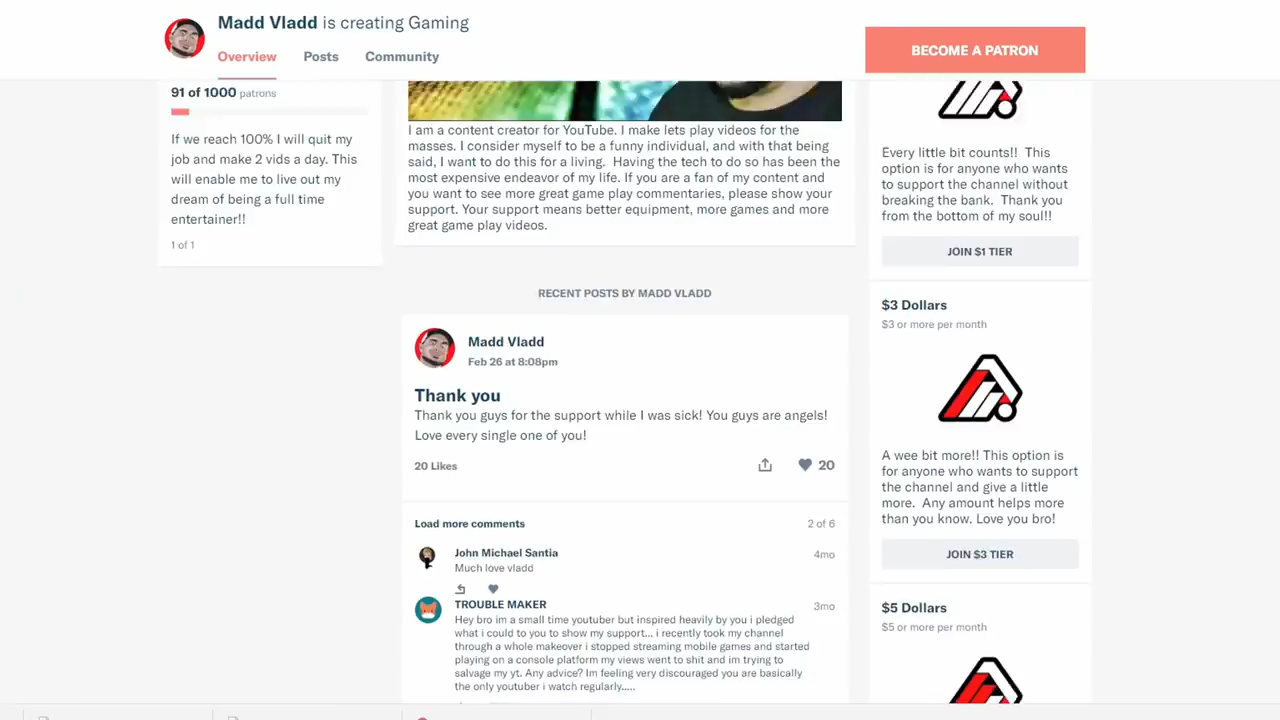 Madd Vladd is creating Gaming
Overview Posts Community
BECOME A PATRON
91 of 1000 patrons
If we reach 100% I will quit my
job and make 2 vids a day. This
will enable me to live out my
dream of being a full time
entertainer!!
1 of 1
I am a content creator for YouTube. I make lets play videos for the
masses. I consider myself to be a funny individual, and with that being
said, I want to do this for a living.  Having the tech to do so has been the
most expensive endeavor of my life. If you are a fan of my content and
you want to see more great game play commentaries, please show your
support. Your support means better equipment, more games and more
great game play videos.
RECENT POSTS BY MADD VLADD
Madd Vladd
Feb 26 at 8:08pm
Thank you
Thank you guys for the support while I was sick! You guys are angels!
Love every single one of you!
20 Likes
20
Load more comments
2 of 6
John Michael Santia
4mo
Much love vladd
TROUBLE MAKER
3mo
Hey bro im a small time youtuber but inspired heavily by you i pledged
what i could to you to show my support... i recently took my channel
through a whole makeover i stopped streaming mobile games and started
playing on a console platform my views went to shit and im trying to
salvage my yt. Any advice? Im feeling very discouraged you are basically
the only youtuber i watch regularly.....
Every little bit counts!!  This
option is for anyone who wants
to support the channel without
breaking the bank.  Thank you
from the bottom of my soul!!
JOIN $1 TIER
$3 Dollars
$3 or more per month
A wee bit more!! This option is
for anyone who wants to support
the channel and give a little
more.  Any amount helps more
than you know. Love you bro!
JOIN $3 TIER
$5 Dollars
$5 or more per month